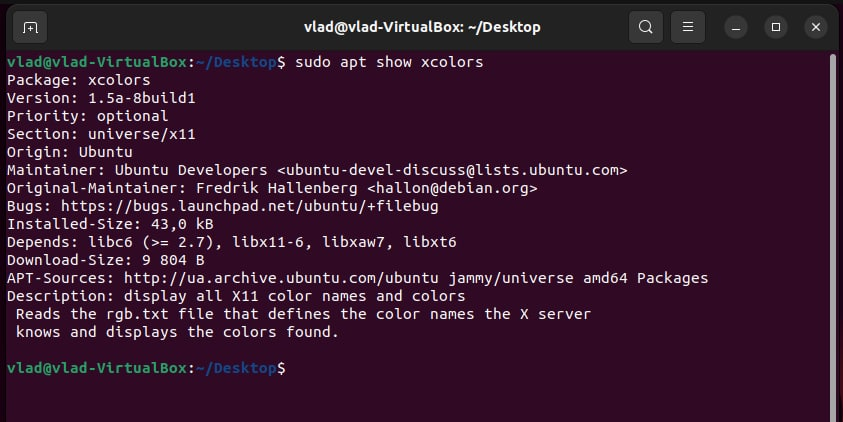 vlad@vlad-VirtualBox: ~/Desktop
vlad@vlad-VirtualBox:~/Desktop$ sudo apt show xcolors
Package: xcolors
Version: 1.5a-8build1
Priority: optional
Section: universe/x11
Origin: Ubuntu
Maintainer: Ubuntu Developers <ubuntu-devel-discuss@lists.ubuntu.com>
Original-Maintainer: Fredrik Hallenberg <hallon@debian.org>
Bugs: https://bugs.launchpad.net/ubuntu/+filebug
Installed-Size: 43,0 kB
Depends: libc6 (>= 2.7), libx11-6, libxaw7, libxt6
Download-Size: 9 804 B
APT-Sources: http://ua.archive.ubuntu.com/ubuntu jammy/universe amd64 Packages
Description: display all X11 color names and colors
 Reads the rgb.txt file that defines the color names the X server
 knows and displays the colors found.
vlad@vlad-VirtualBox:~/Desktop$